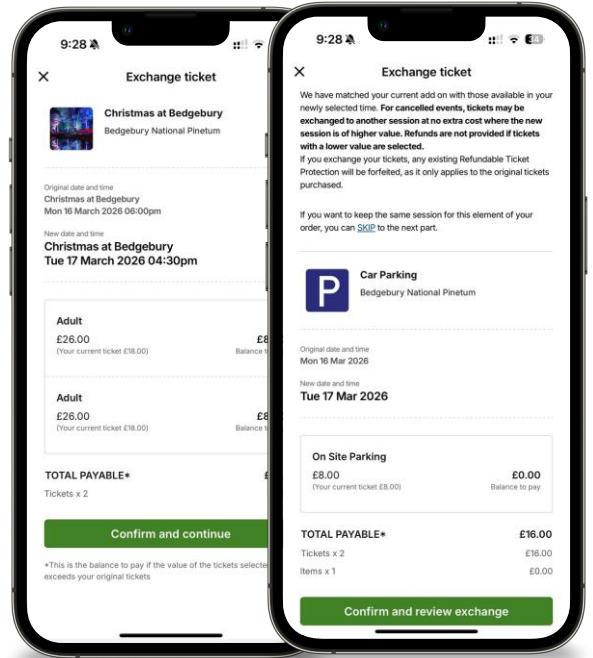 9:28
Exchange ticket
Christmas at Bedgebury
Bedgebury National Pinetum
Original date and time
Christmas at Bedgebury
Mon 16 March 2026 06:00pm
New date and time
Christmas at Bedgebury
Tue 17 March 2026 04:30pm
Adult
£26.00 £8
(Your current ticket £18.00) Balance
Adult
£26.00 £8
(Your current ticket £18.00) Balance
TOTAL PAYABLE*
Tickets x 2
Confirm and continue
*This is the balance to pay if the value of the tickets
exceeds your original tickets
9:28 34
Exchange ticket
We have matched your current add on with those available in your
newly selected time. For cancelled events, tickets may be
exchanged to another session at no extra cost where the new
session is of higher value. Refunds are not provided if tickets
with a lower value are selected.
If you exchange your tickets, any existing Refundable Ticket
Protection will be forfeited, as it only applies to the original tickets
purchased.
If you want to keep the same session for this element of your
order, you can SKIP to the next part.
P
Car Parking
Bedgebury National Pinetum
Original date and time
Mon 16 Mar 2026
New date and time
Tue 17 Mar 2026
On Site Parking
£8.00 £0.00
(Your current ticket £8.00) Balance to pay
TOTAL PAYABLE* £16.00
Tickets x 2 £16.00
Items x 1 £0.00
Confirm and review exchange